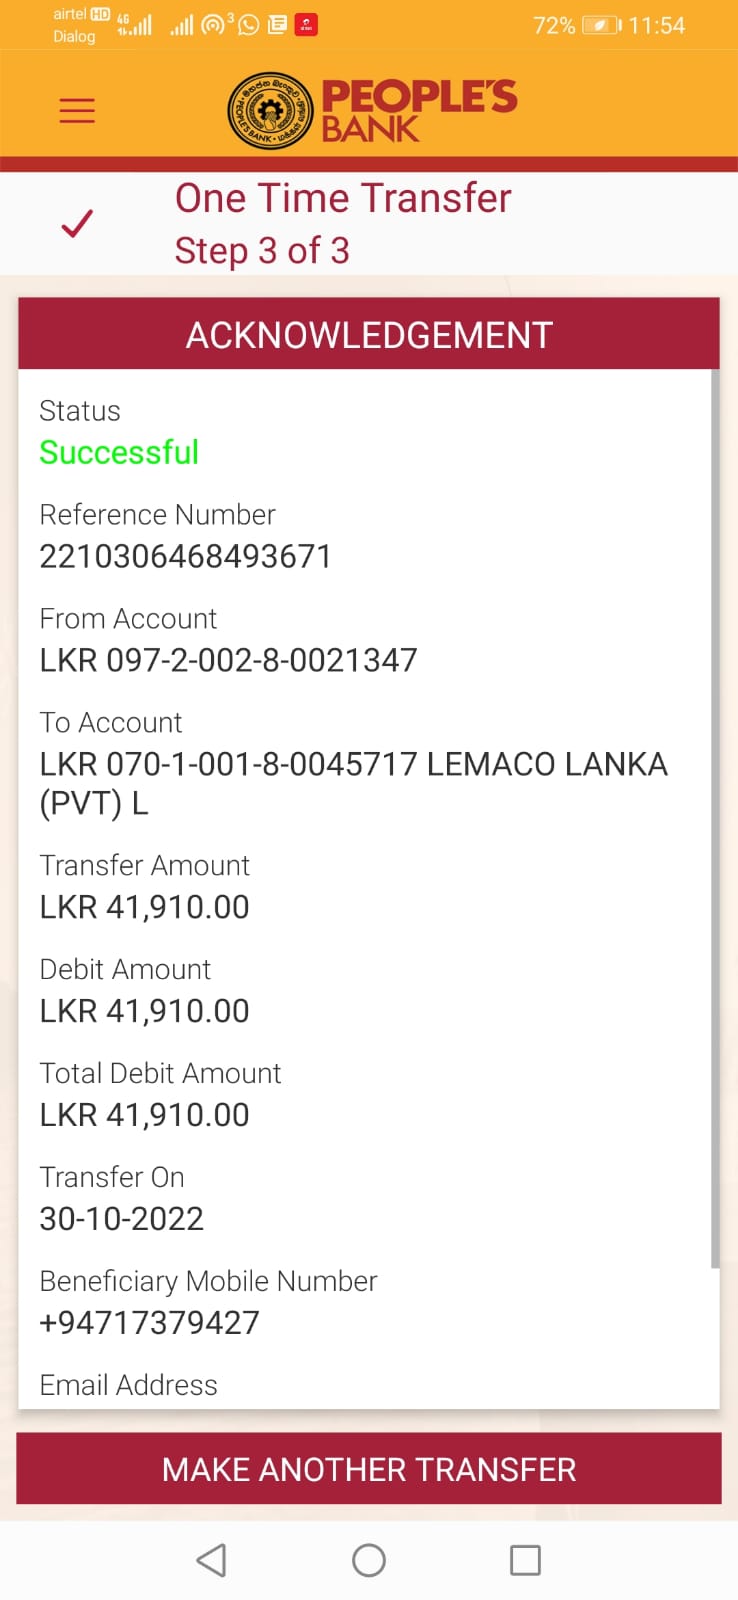 airtel HD 4G 3 72% 11:54
Dialog
PEOPLE'S
BANK
PEOPLE'S BANK
One Time Transfer
Step 3 of 3
ACKNOWLEDGEMENT
Status
Successful
Reference Number
2210306468493671
From Account
LKR 097-2-002-8-0021347
To Account
LKR 070-1-001-8-0045717 LEMACO LANKA
(PVT) L
Transfer Amount
LKR 41,910.00
Debit Amount
LKR 41,910.00
Total Debit Amount
LKR 41,910.00
Transfer On
30-10-2022
Beneficiary Mobile Number
+94717379427
Email Address
MAKE ANOTHER TRANSFER